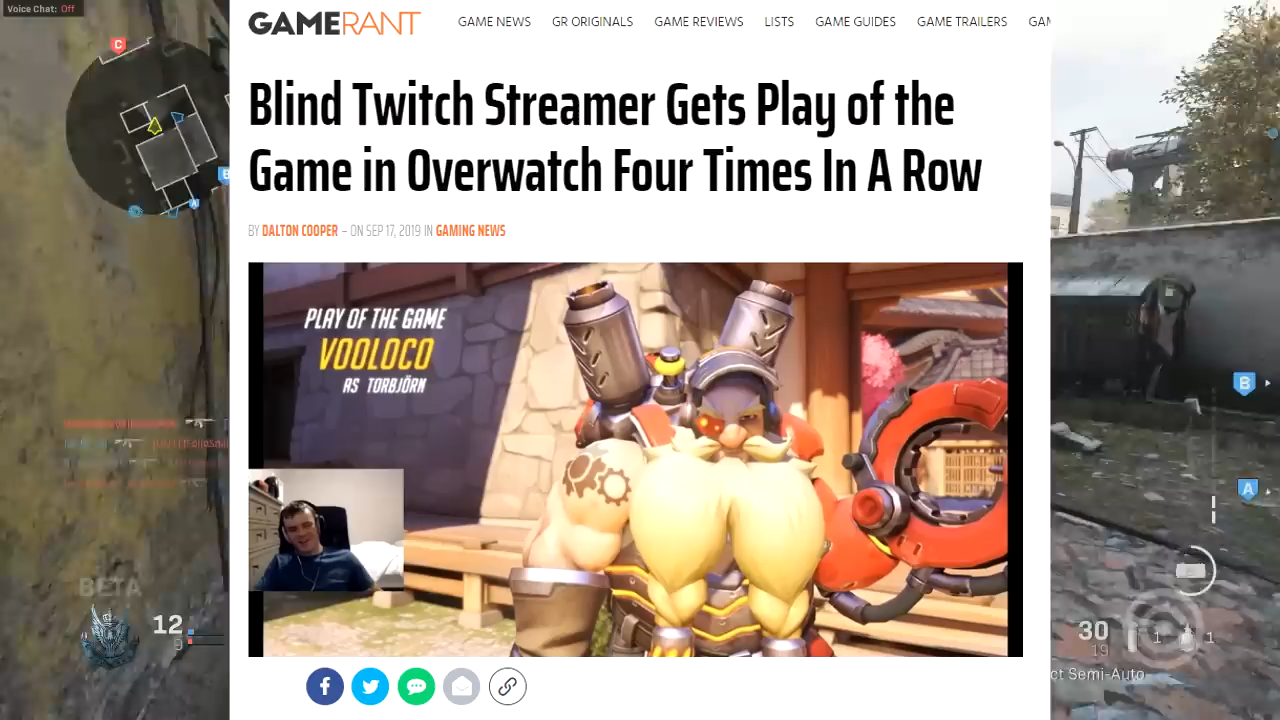 Voice Chat: Off
GAMERANT
GAME NEWS GR ORIGINALS GAME REVIEWS LISTS GAME GUIDES GAME TRAILERS GAM
C
Blind Twitch Streamer Gets Play of the
Game in Overwatch Four Times In A Row
B
A
BY DALTON COOPER – ON SEP 17, 2019 IN GAMING NEWS
PLAY OF THE GAME
VOOLOCO
AS TORBJÖRN
B
A
BETA
12
9
30
19
1
1
ct Semi-Auto